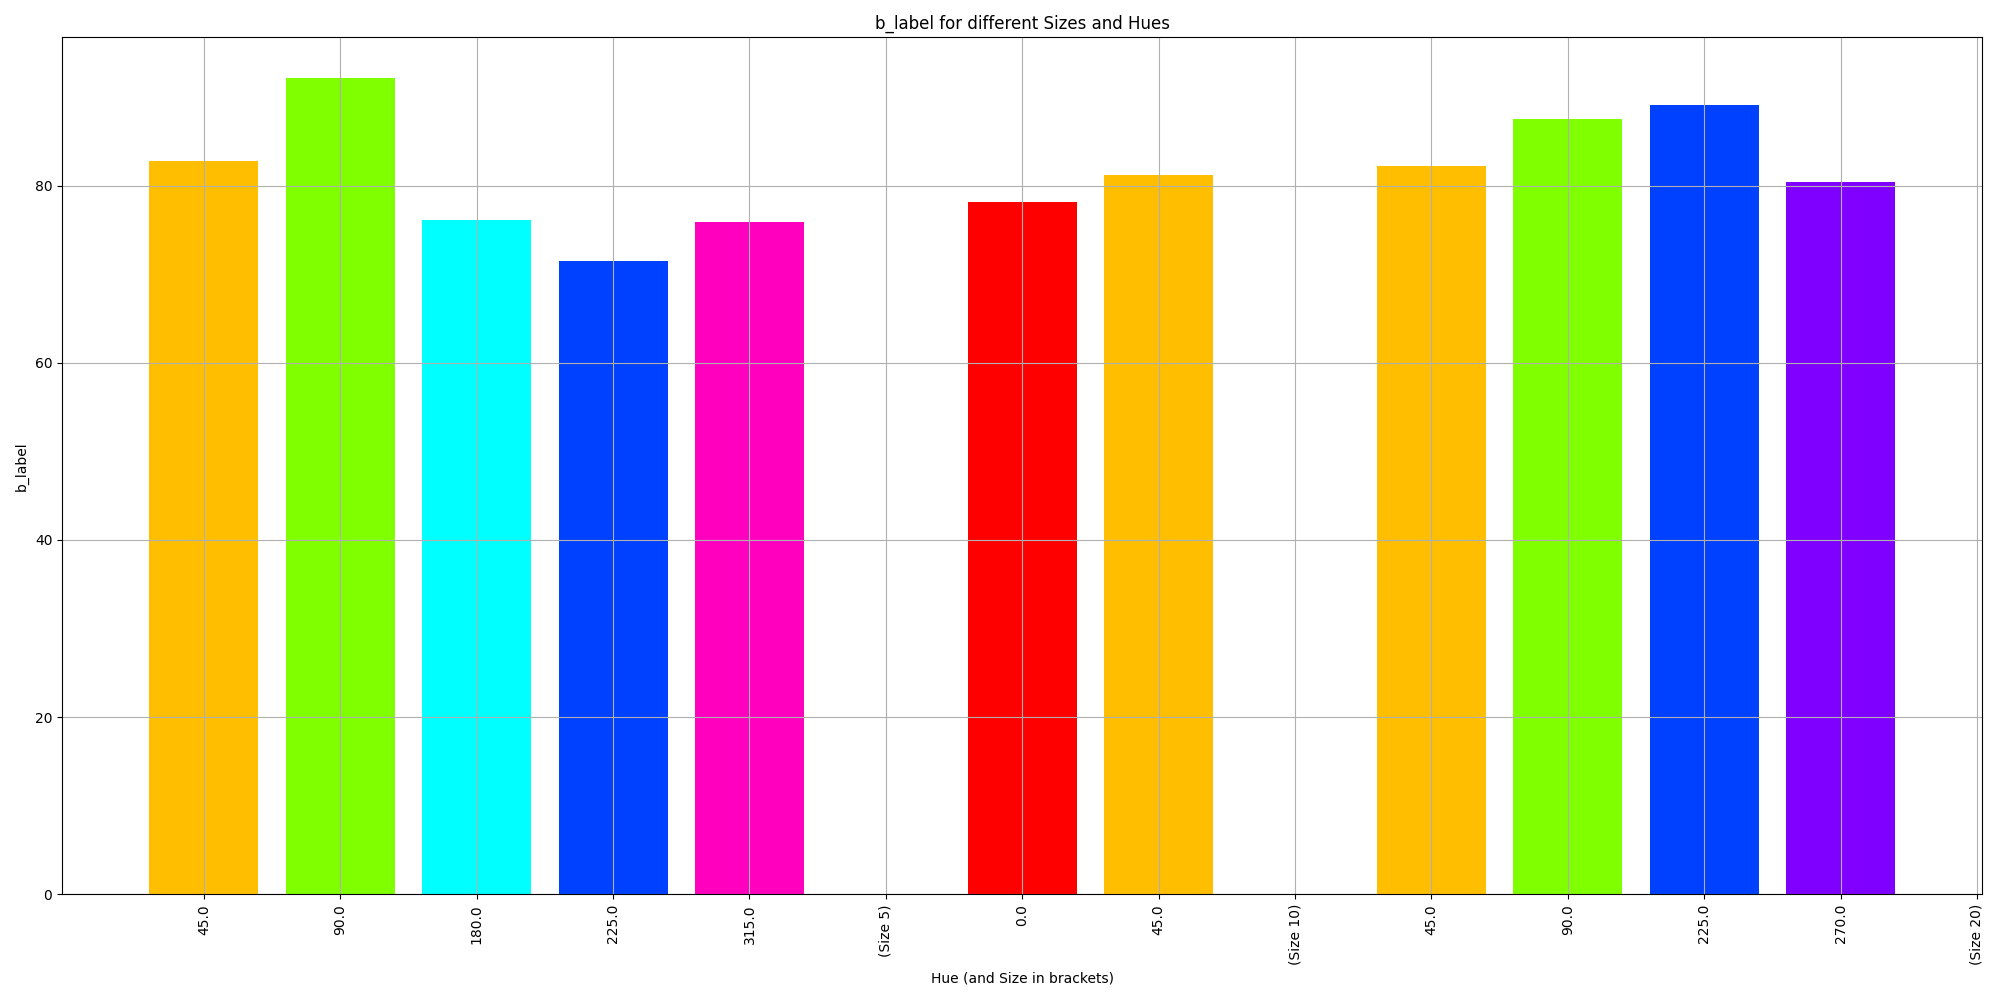 b_label for different Sizes and Hues
b_label
80
60
40
20
0
45.0
90.0
180.0
225.0
315.0
(Size 5)
0.0
45.0
(Size 10)
45.0
90.0
225.0
270.0
(Size 20)
Hue (and Size in brackets)